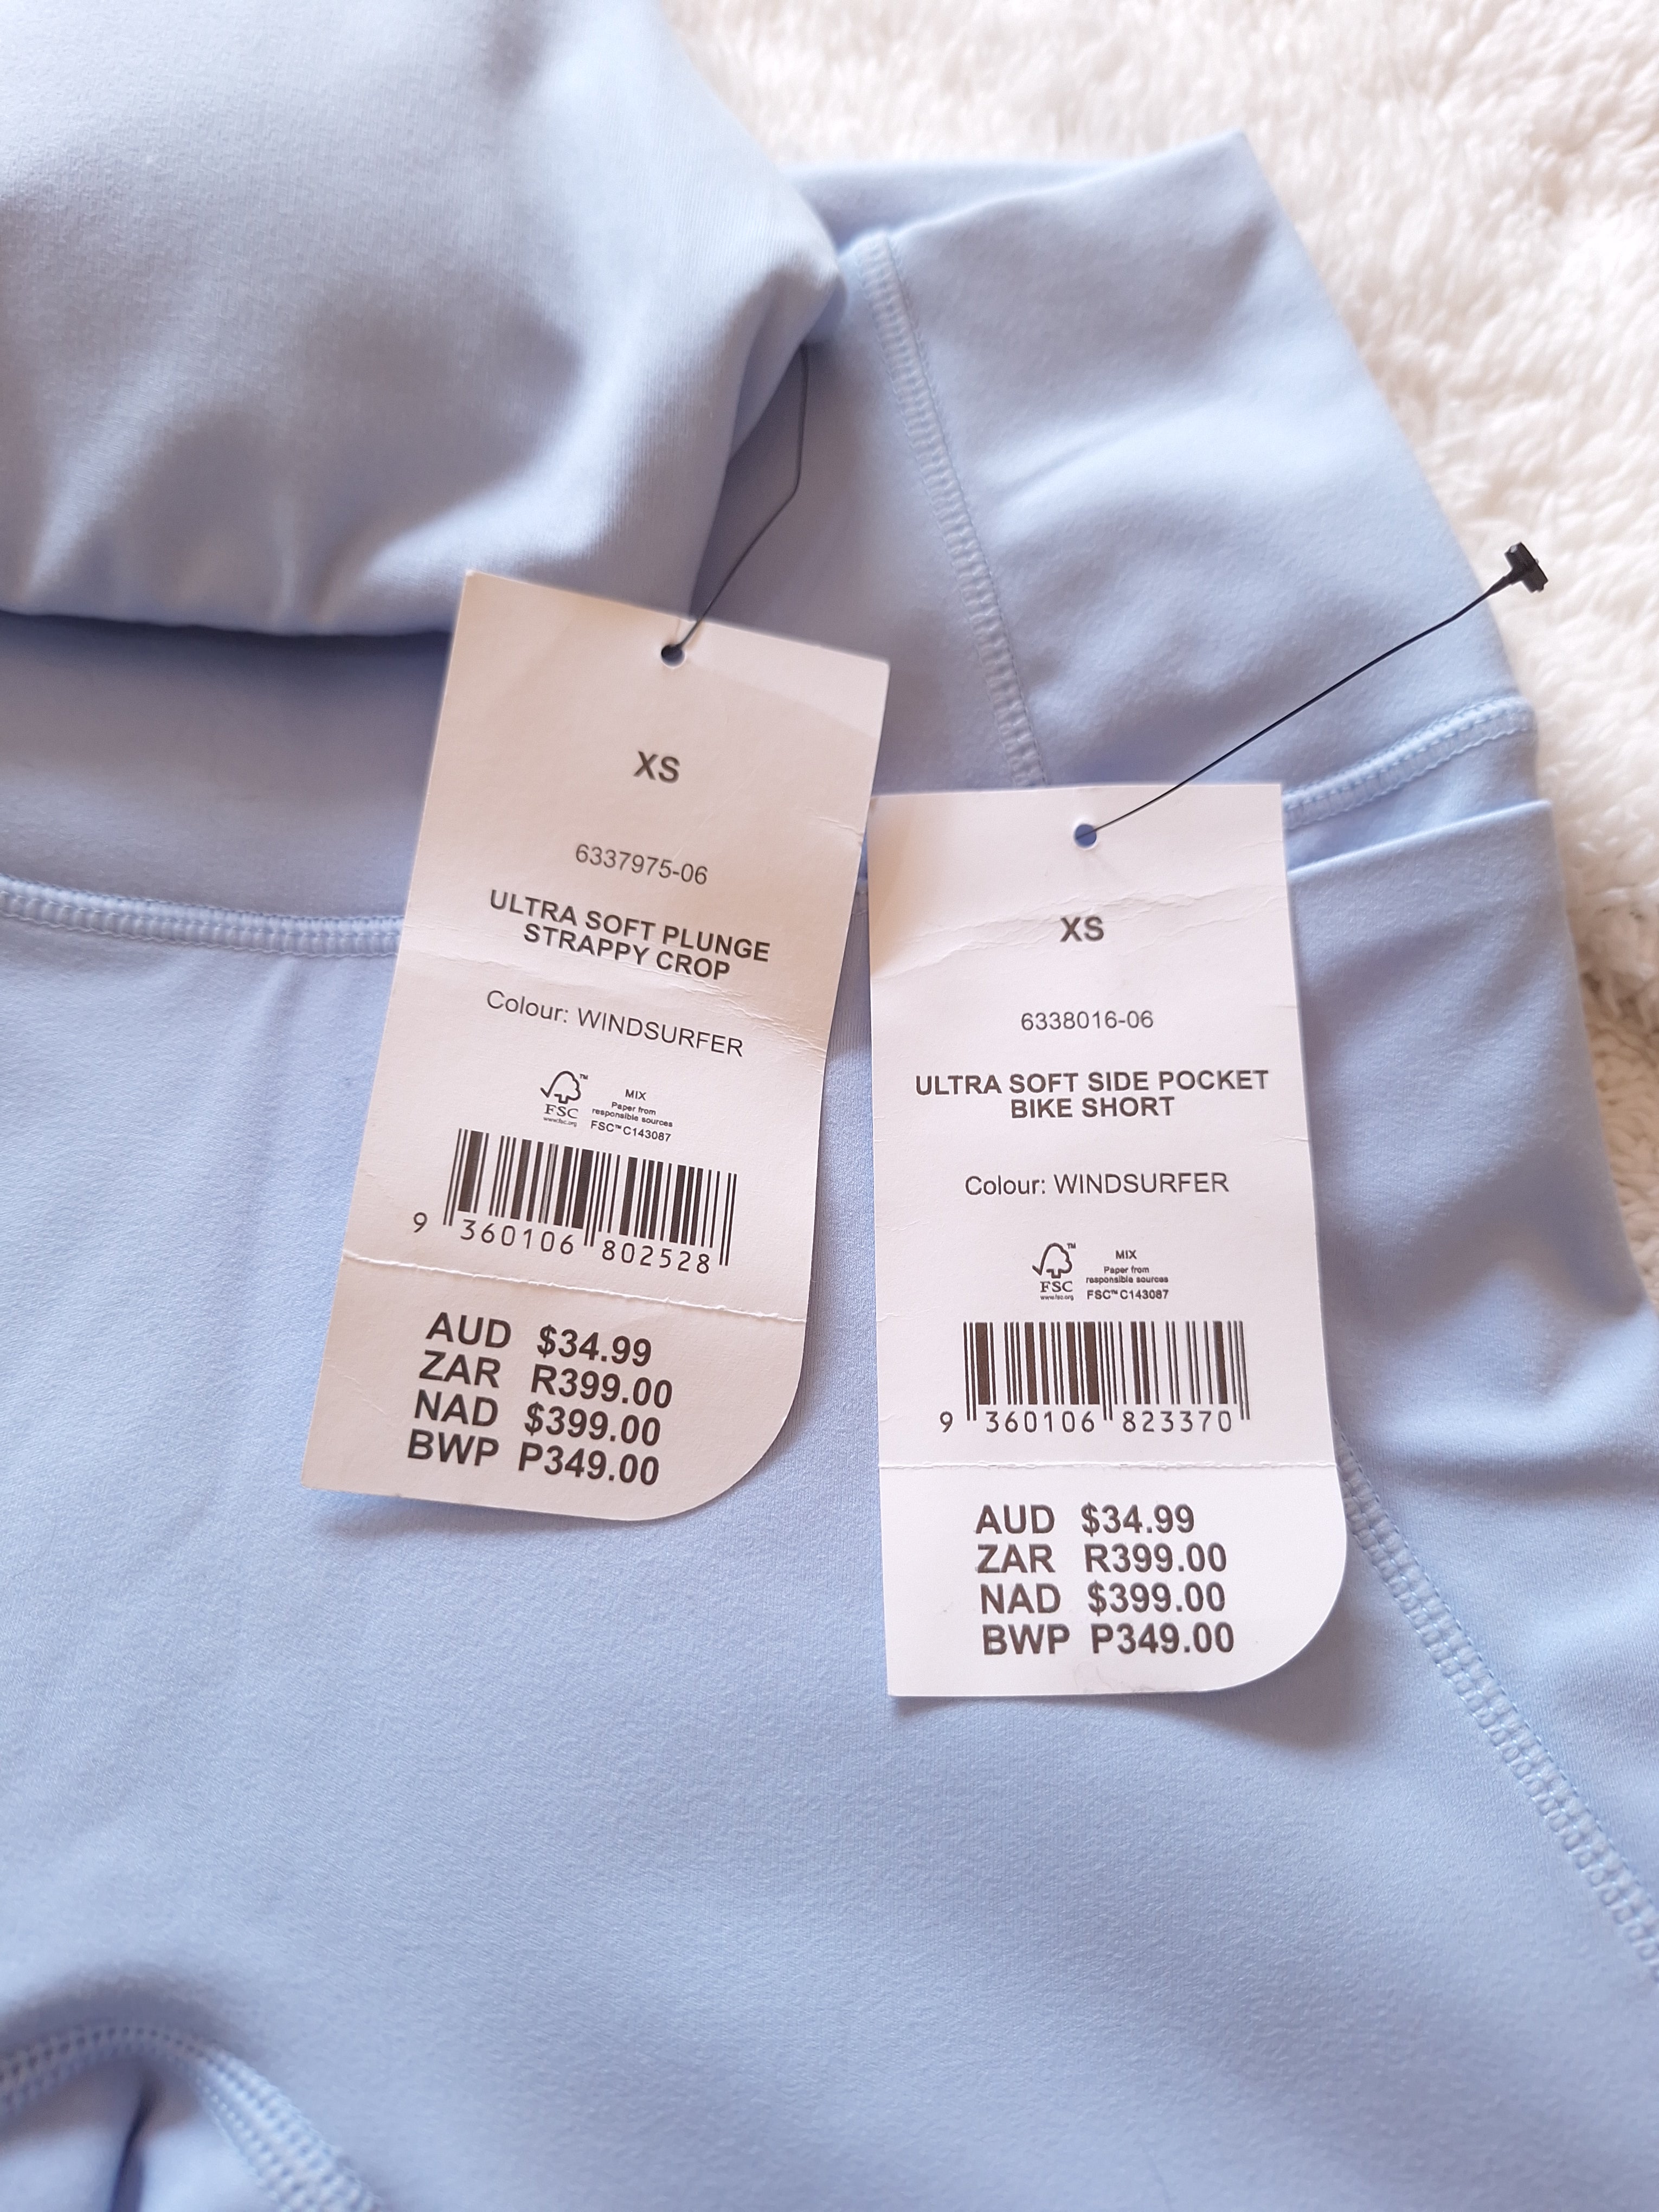 XS
6337975-06
ULTRA SOFT PLUNGE
STRAPPY CROP
Colour: WINDSURFER
FSC™
www.fsc.org
MIX
Paper from
responsible sources
FSC™ C143087
9 360106 802528
AUD $34.99
ZAR R399.00
NAD $399.00
BWP P349.00
XS
6338016-06
ULTRA SOFT SIDE POCKET
BIKE SHORT
Colour: WINDSURFER
FSC™
www.fsc.org
MIX
Paper from
responsible sources
FSC™ C143087
9 360106 823370
AUD $34.99
ZAR R399.00
NAD $399.00
BWP P349.00